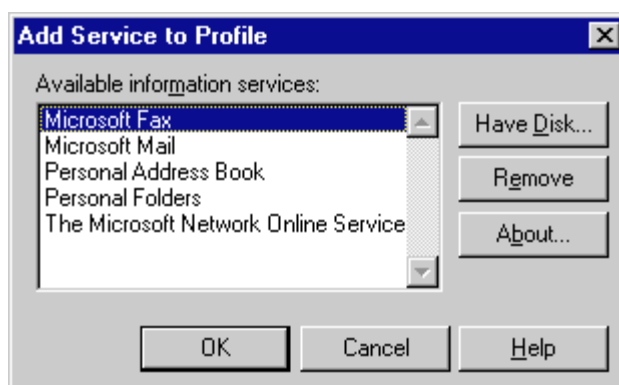 Add Service to Profile
Available information services:
Microsoft Fax
Microsoft Mail
Personal Address Book
Personal Folders
The Microsoft Network Online Service
Have Disk...
Remove
About...
OK
Cancel
Help